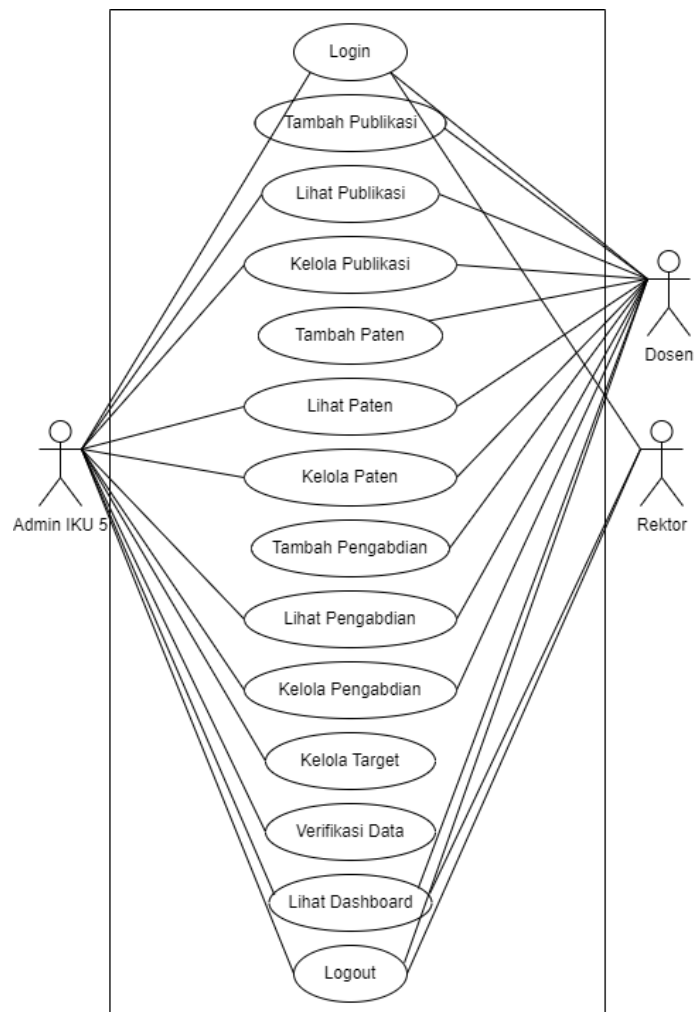 Login
Tambah Publikasi
Lihat Publikasi
Kelola Publikasi
Tambah Paten
Dosen
Lihat Paten
Kelola Paten
Admin IKU 5
Rektor
Tambah Pengabdian
Lihat Pengabdian
Kelola Pengabdian
Kelola Target
Verifikasi Data
Lihat Dashboard
Logout